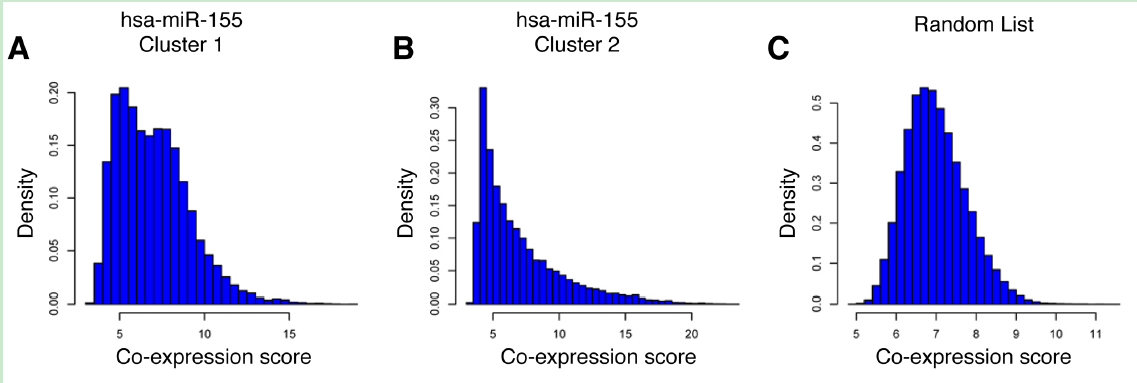 A
hsa-miR-155
Cluster 1
Density
0.20
0.15
0.10
0.05
0.00
5
10
15
Co-expression score
B
hsa-miR-155
Cluster 2
Density
0.30
0.25
0.20
0.15
0.10
0.05
0.00
5
10
15
20
Co-expression score
C
Random List
Density
0.5
0.4
0.3
0.2
0.1
0.0
5
6
7
8
9
10
11
Co-expression score